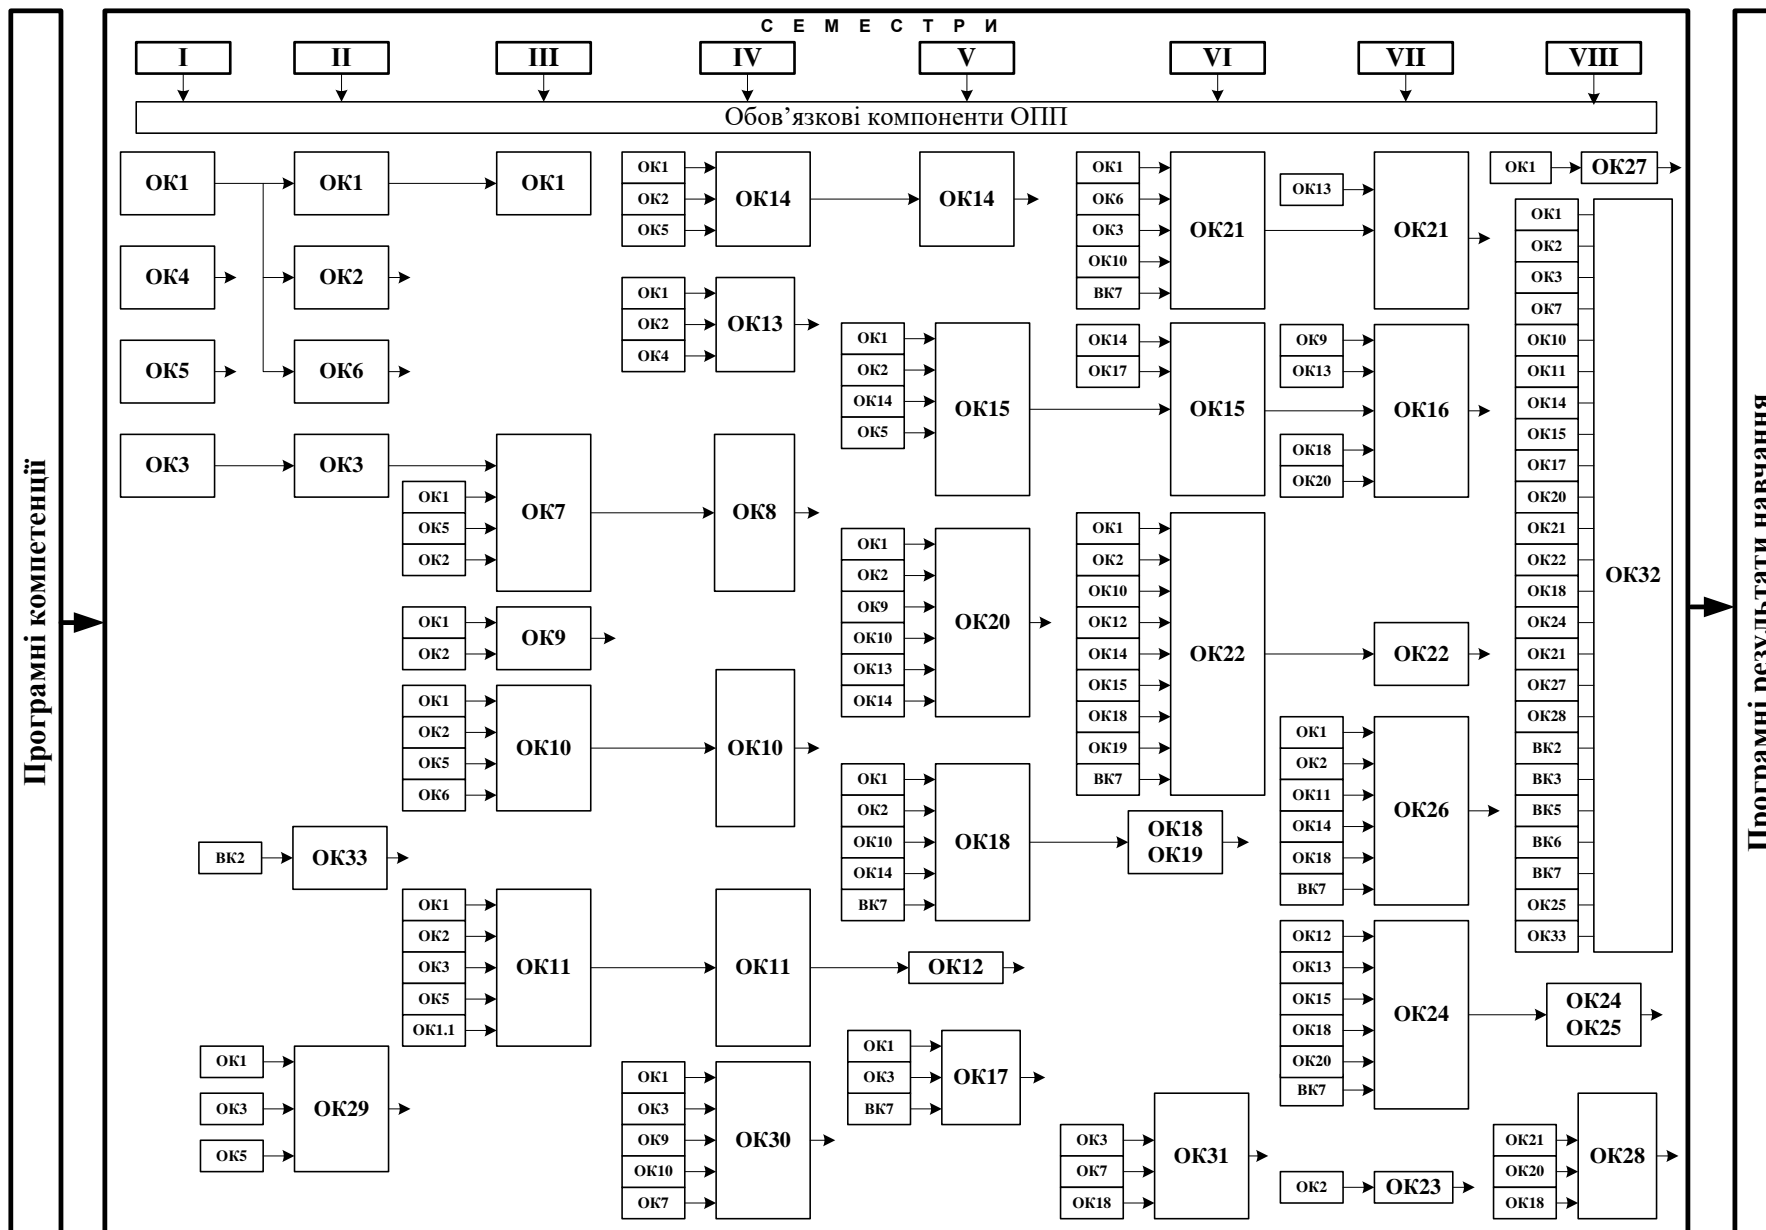 С Е М Е С Т Р И
I
II
III
IV
V
VI
VII
VIII
Обов’язкові компоненти ОПП
Програмні компетенції
ОК1
ОК4
ОК5
ОК3
ОК1
ОК2
ОК6
ОК3
ВК2
ОК33
ОК1
ОК3
ОК5
ОК29
ОК1
ОК1
ОК5
ОК2
ОК7
ОК1
ОК2
ОК9
ОК1
ОК2
ОК5
ОК6
ОК10
ОК1
ОК2
ОК3
ОК5
ОК1.1
ОК11
ОК1
ОК2
ОК5
ОК14
ОК1
ОК2
ОК4
ОК13
ОК8
ОК10
ОК11
ОК1
ОК3
ОК9
ОК10
ОК7
ОК30
ОК14
ОК1
ОК2
ОК14
ОК5
ОК15
ОК1
ОК2
ОК9
ОК10
ОК13
ОК14
ОК20
ОК1
ОК2
ОК10
ОК14
ВК7
ОК18
ОК12
ОК1
ОК3
ВК7
ОК17
ОК1
ОК6
ОК3
ОК10
ВК7
ОК21
ОК14
ОК17
ОК15
ОК1
ОК2
ОК10
ОК12
ОК14
ОК15
ОК18
ОК19
ВК7
ОК22
ОК18
ОК19
ОК3
ОК7
ОК18
ОК31
ОК13
ОК21
ОК9
ОК13
ОК18
ОК20
ОК16
ОК22
ОК1
ОК2
ОК11
ОК14
ОК18
ВК7
ОК26
ОК12
ОК13
ОК15
ОК18
ОК20
ВК7
ОК24
ОК2
ОК23
ОК1
ОК27
ОК1
ОК2
ОК3
ОК7
ОК10
ОК11
ОК14
ОК15
ОК17
ОК20
ОК21
ОК22
ОК18
ОК24
ОК21
ОК27
ОК28
ВК2
ВК3
ВК5
ВК6
ВК7
ОК25
ОК33
ОК32
ОК24
ОК25
ОК21
ОК20
ОК18
ОК28
Програмні результати навчання